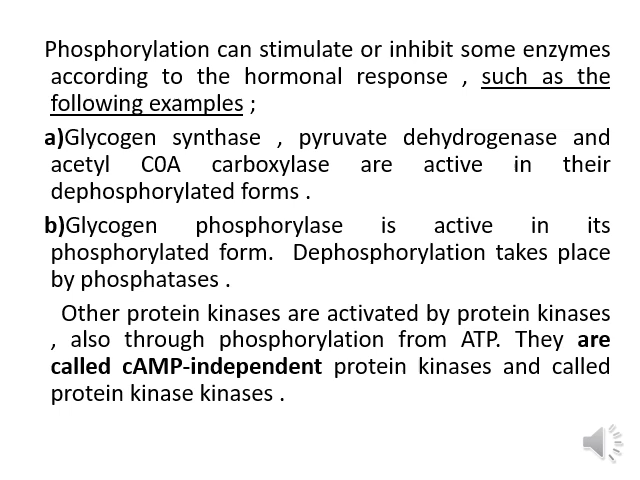 Phosphorylation can stimulate or inhibit some enzymes
according to the hormonal response , such as the
following examples ;
a)Glycogen synthase , pyruvate dehydrogenase and
acetyl C0A carboxylase are active in their
dephosphorylated forms .
b)Glycogen phosphorylase is active in its
phosphorylated form. Dephosphorylation takes place
by phosphatases .
Other protein kinases are activated by protein kinases
, also through phosphorylation from ATP. They are
called cAMP-independent protein kinases and called
protein kinase kinases .